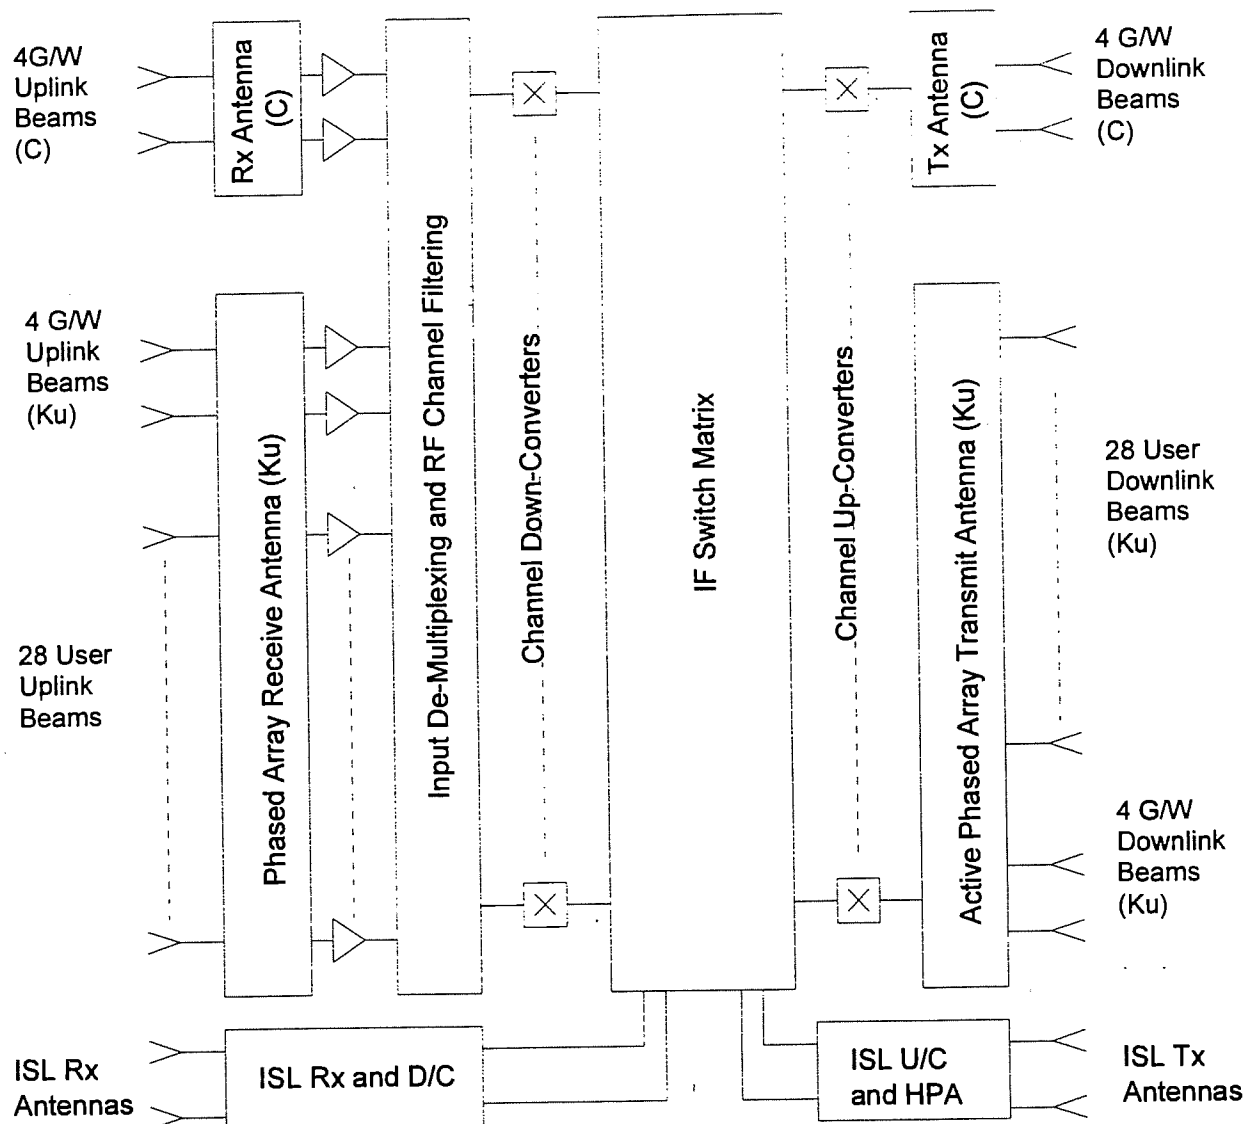 4G/W
Uplink
Beams
(C)
Rx Antenna
(C)
4 G/W
Uplink
Beams
(Ku)
28 User
Uplink
Beams
Phased Array Receive Antenna (Ku)
Input De-Multiplexing and RF Channel Filtering
Channel Down-Converters
IF Switch Matrix
Channel Up-Converters
Tx Antenna
(C)
4 G/W
Downlink
Beams
(C)
Active Phased Array Transmit Antenna (Ku)
28 User
Downlink
Beams
(Ku)
4 G/W
Downlink
Beams
(Ku)
ISL Rx
Antennas
ISL Rx and D/C
ISL U/C
and HPA
ISL Tx
Antennas